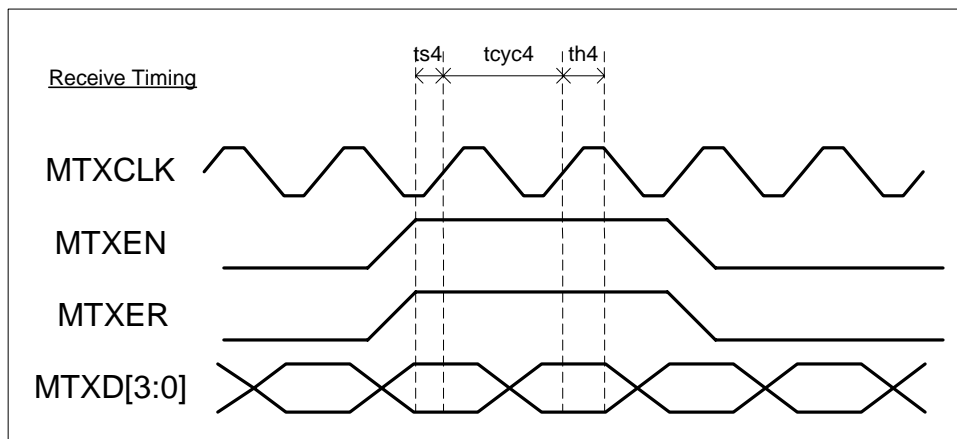 ts4 tcyc4 th4
Receive Timing
MTXCLK
MTXEN
MTXER
MTXD[3:0]